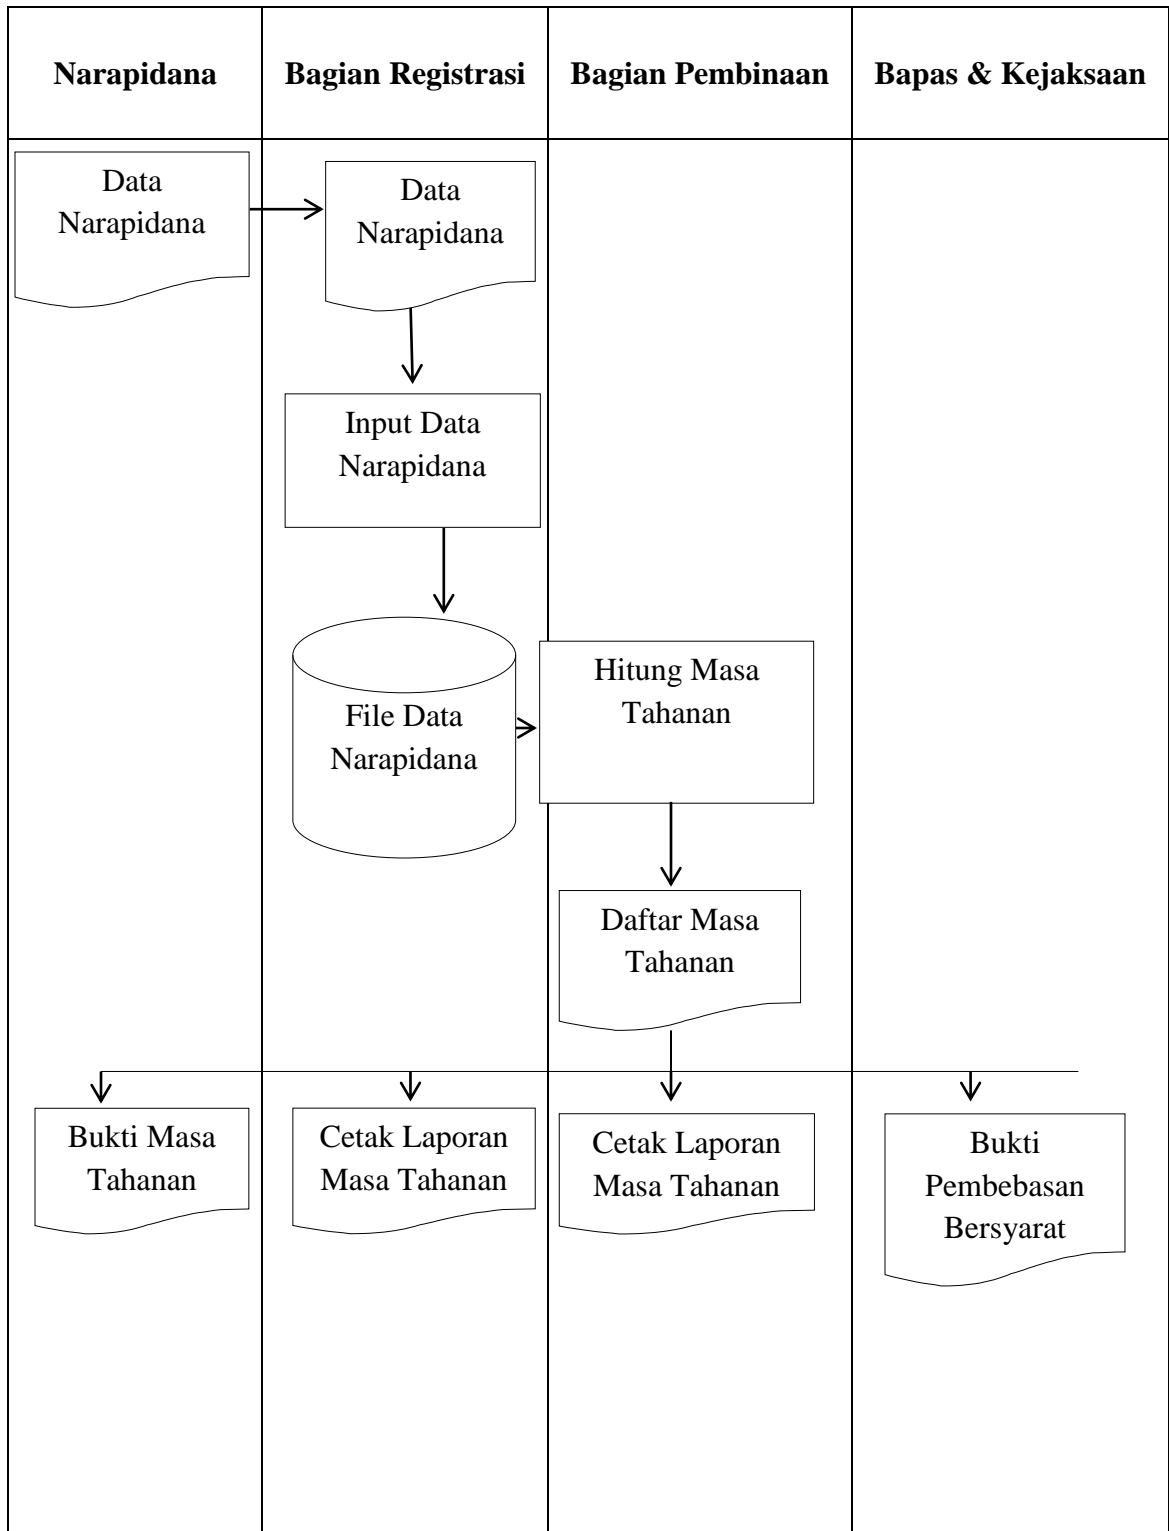 Narapidana
Bagian Registrasi
Bagian Pembinaan
Bapas & Kejaksaan
Data
Narapidana
Data
Narapidana
Input Data
Narapidana
File Data
Narapidana
Hitung Masa
Tahanan
Daftar Masa
Tahanan
Bukti Masa
Tahanan
Cetak Laporan
Masa Tahanan
Cetak Laporan
Masa Tahanan
Bukti
Pembebasan
Bersyarat